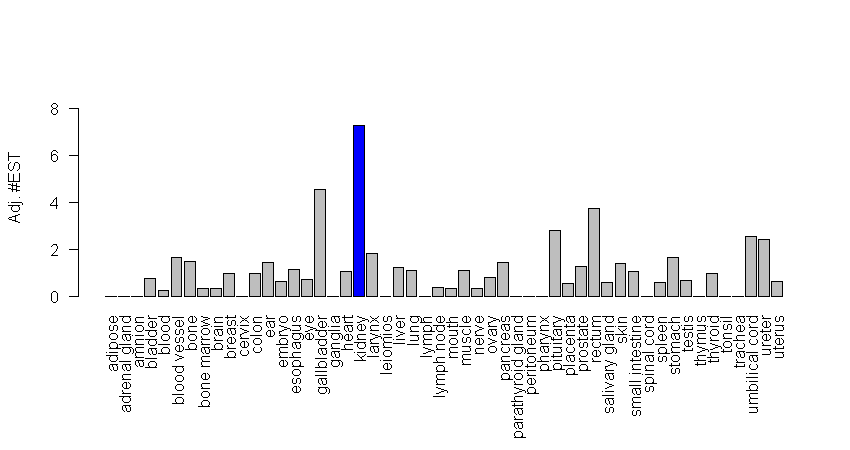 8
6
4
2
0
Adj. #EST
adipose
adrenal gland
amnion
bladder
blood
blood vessel
bone
bone marrow
brain
breast
cervix
colon
ear
embryo
esophagus
eye
gallbladder
ganglia
heart
kidney
larynx
leiomios
liver
lung
lymph
lymph node
mouth
muscle
nerve
ovary
pancreas
parathyroid gland
peritoneum
pharynx
pituitary
placenta
prostate
rectum
salivary gland
skin
small intestine
spinal cord
spleen
stomach
testis
thymus
thyroid
tonsil
trachea
umbilical cord
ureter
uterus